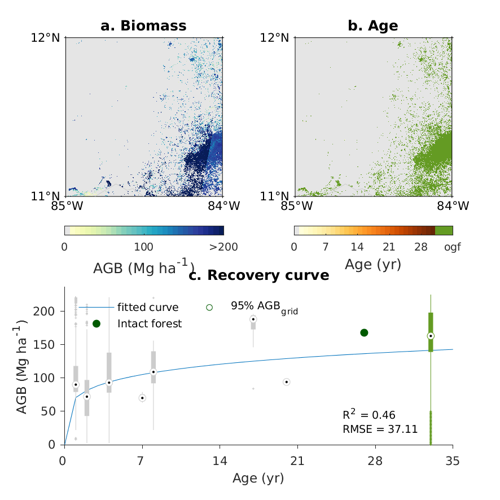 a. Biomass
b. Age
12°N
12°N
11°N
11°N
85°W
84°W
85°W
84°W
0
100
>200
0
7
14
21
28
ogf
AGB (Mg ha-1)
Age (yr)
c. Recovery curve
fitted curve
95% AGBgrid
Intact forest
AGB (Mg ha-1)
200
150
100
50
0
R2 = 0.46
RMSE = 37.11
0
7
14
21
28
35
Age (yr)